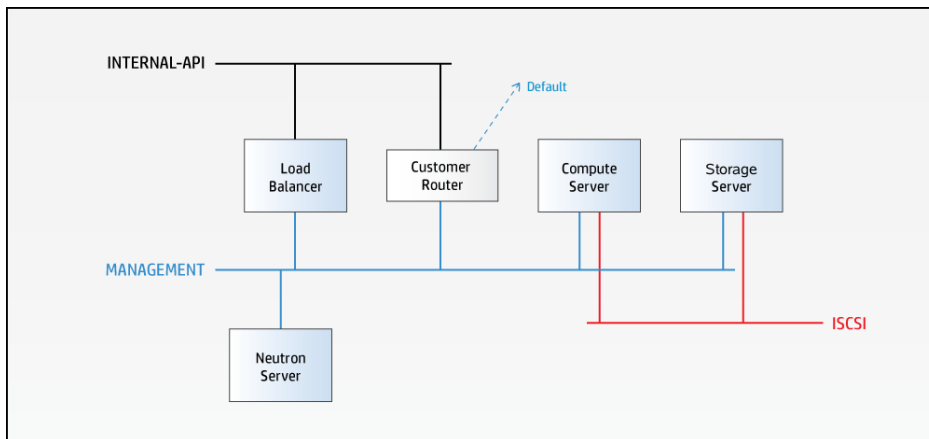 INTERNAL-API
Default
Load
Balancer
Customer
Router
Compute
Server
Storage
Server
MANAGEMENT
ISCSI
Neutron
Server